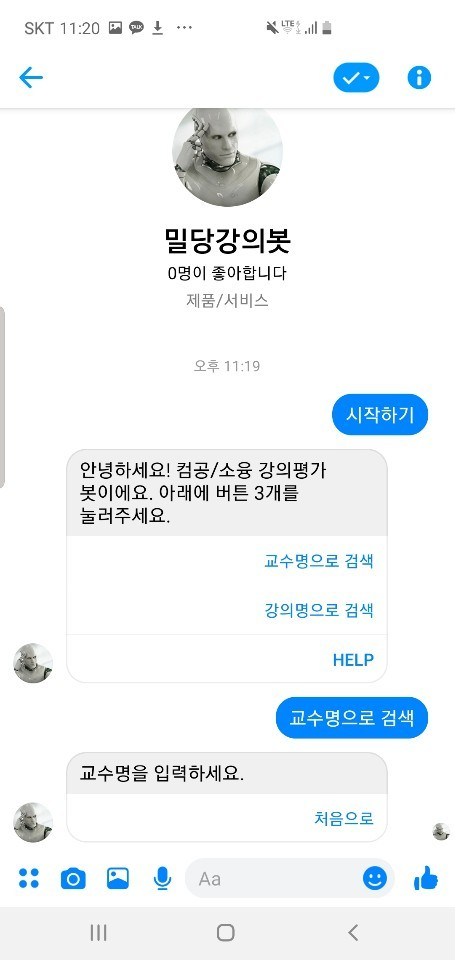 SKT 11:20 TALK ··· LTE
밀당강의봇
0명이 좋아합니다
제품/서비스
오후 11:19
시작하기
안녕하세요! 컴공/소융 강의평가
봇이에요. 아래에 버튼 3개를
눌러주세요.
교수명으로 검색
강의명으로 검색
HELP
교수명으로 검색
교수명을 입력하세요.
처음으로
Aa